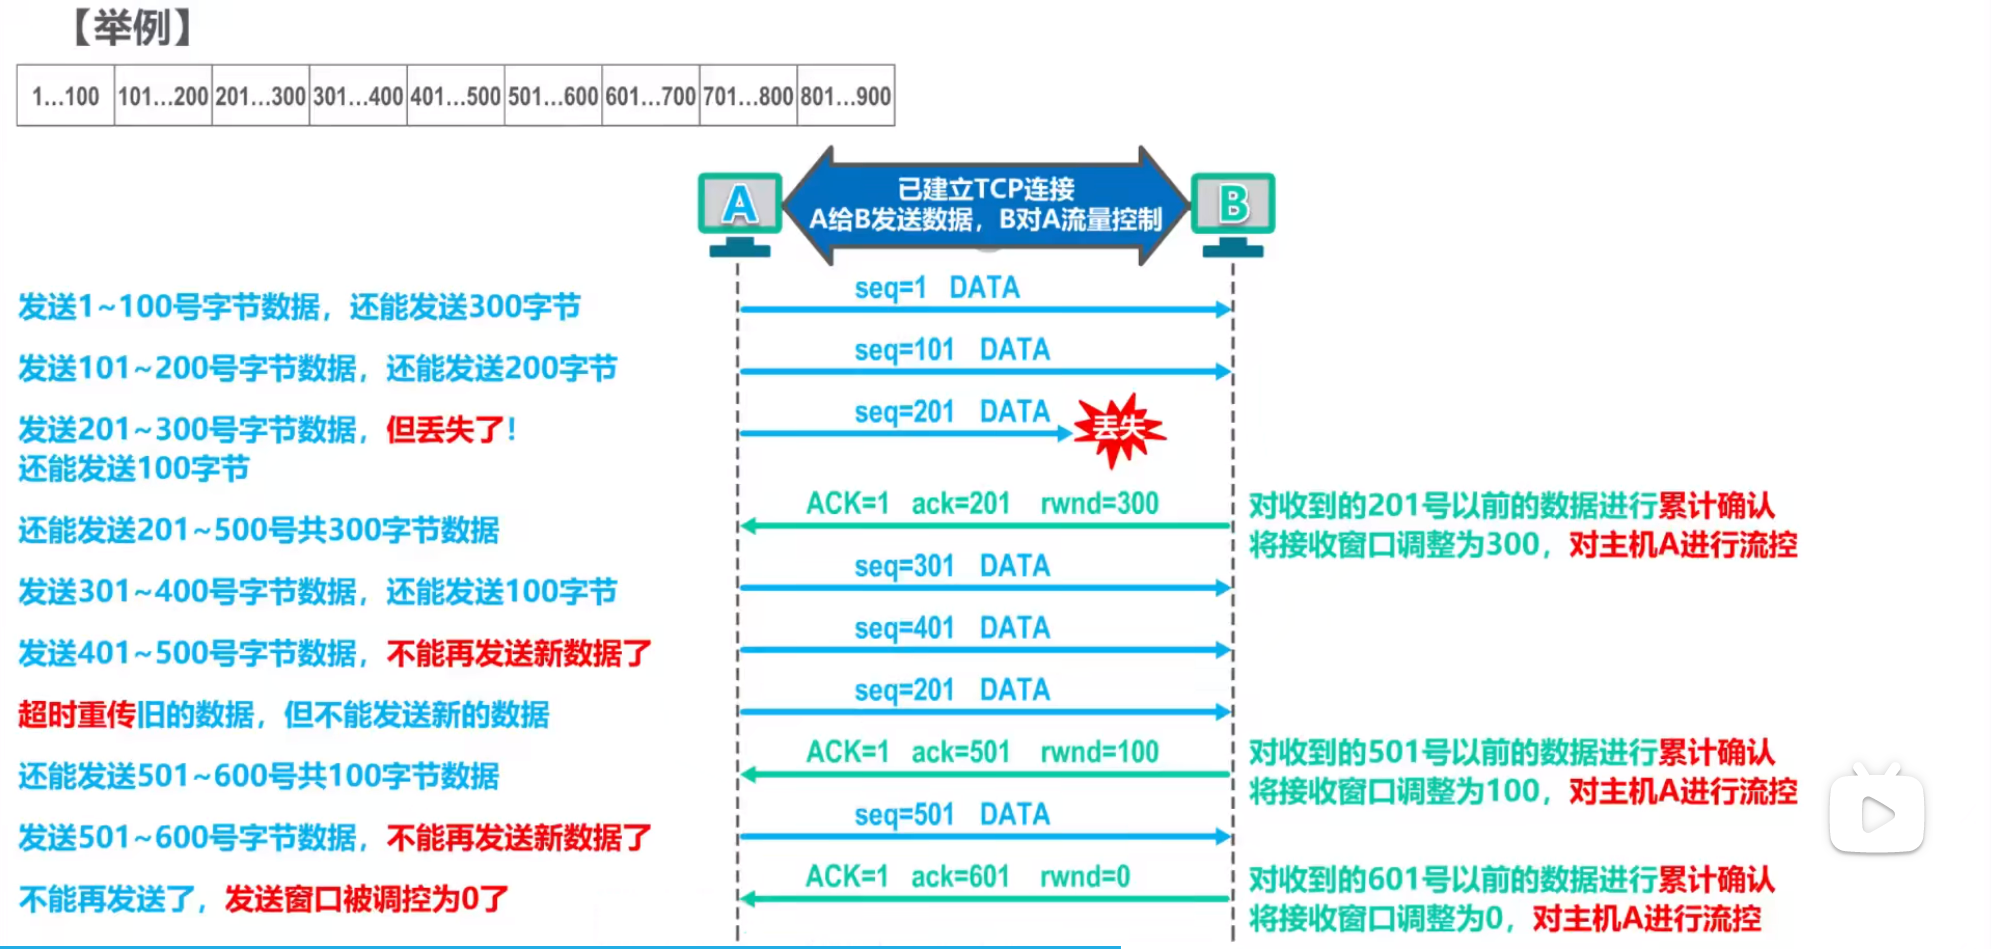 【举例】
1...100 101...200 201...300 301...400 401...500 501...600 601...700 701...800 801...900
A
已建立TCP连接
A给B发送数据，B对A流量控制
B
发送1~100号字节数据，还能发送300字节
seq=1 DATA
发送101~200号字节数据，还能发送200字节
seq=101 DATA
发送201~300号字节数据，但丢失了！
还能发送100字节
seq=201 DATA
丢失
还能发送201~500号共300字节数据
ACK=1 ack=201 rwnd=300
对收到的201号以前的数据进行累计确认
将接收窗口调整为300，对主机A进行流控
发送301~400号字节数据，还能发送100字节
seq=301 DATA
发送401~500号字节数据，不能再发送新数据了
seq=401 DATA
超时重传旧的数据，但不能发送新的数据
seq=201 DATA
还能发送501~600号共100字节数据
ACK=1 ack=501 rwnd=100
对收到的501号以前的数据进行累计确认
将接收窗口调整为100，对主机A进行流控
发送501~600号字节数据，不能再发送新数据了
seq=501 DATA
不能再发送了，发送窗口被调控为0了
ACK=1 ack=601 rwnd=0
对收到的601号以前的数据进行累计确认
将接收窗口调整为0，对主机A进行流控